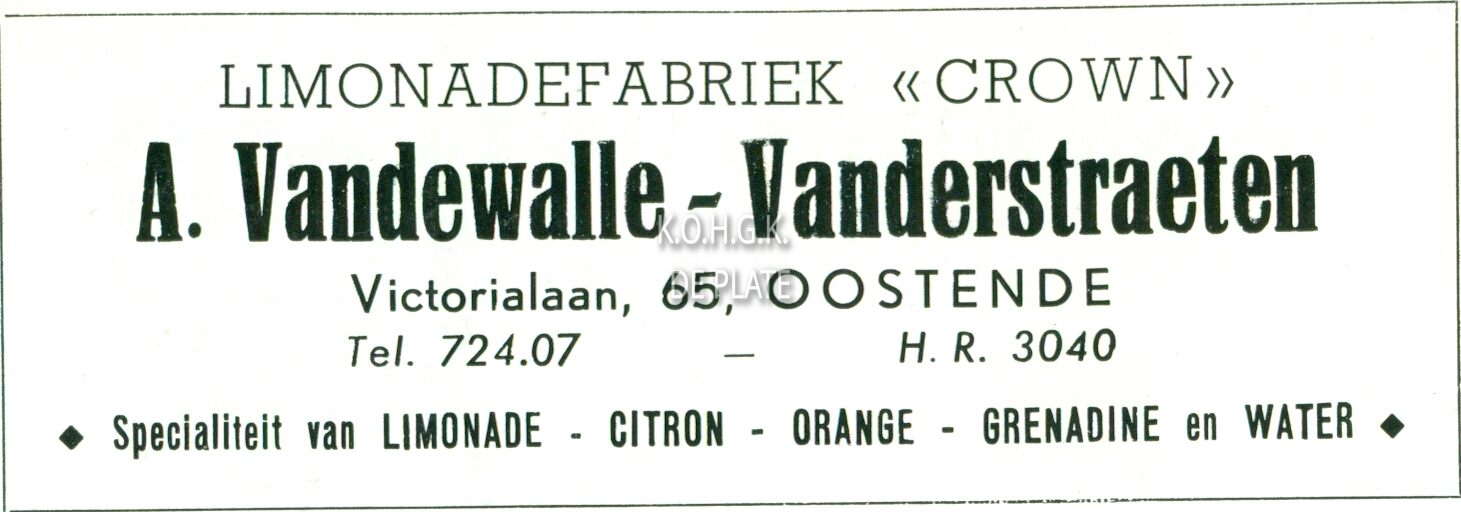 LIMONADEFABRIEK «CROWN»
A. Vandewalle - Vanderstraeten
K.O.H.G.K.
DE PLATE
Victorialaan, 65, OOSTENDE
Tel. 724.07 — H. R. 3040
◆ Specialiteit van LIMONADE - CITRON - ORANGE - GRENADINE en WATER ◆